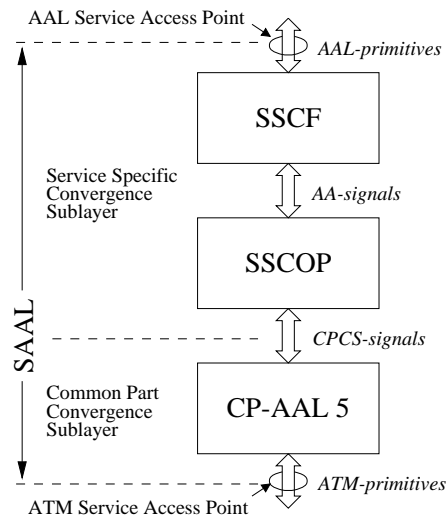 AAL Service Access Point
AAL-primitives
SSCF
Service Specific
Convergence
Sublayer
AA-signals
SSCOP
SAAL
CPCS-signals
Common Part
Convergence
Sublayer
CP-AAL 5
ATM-primitives
ATM Service Access Point